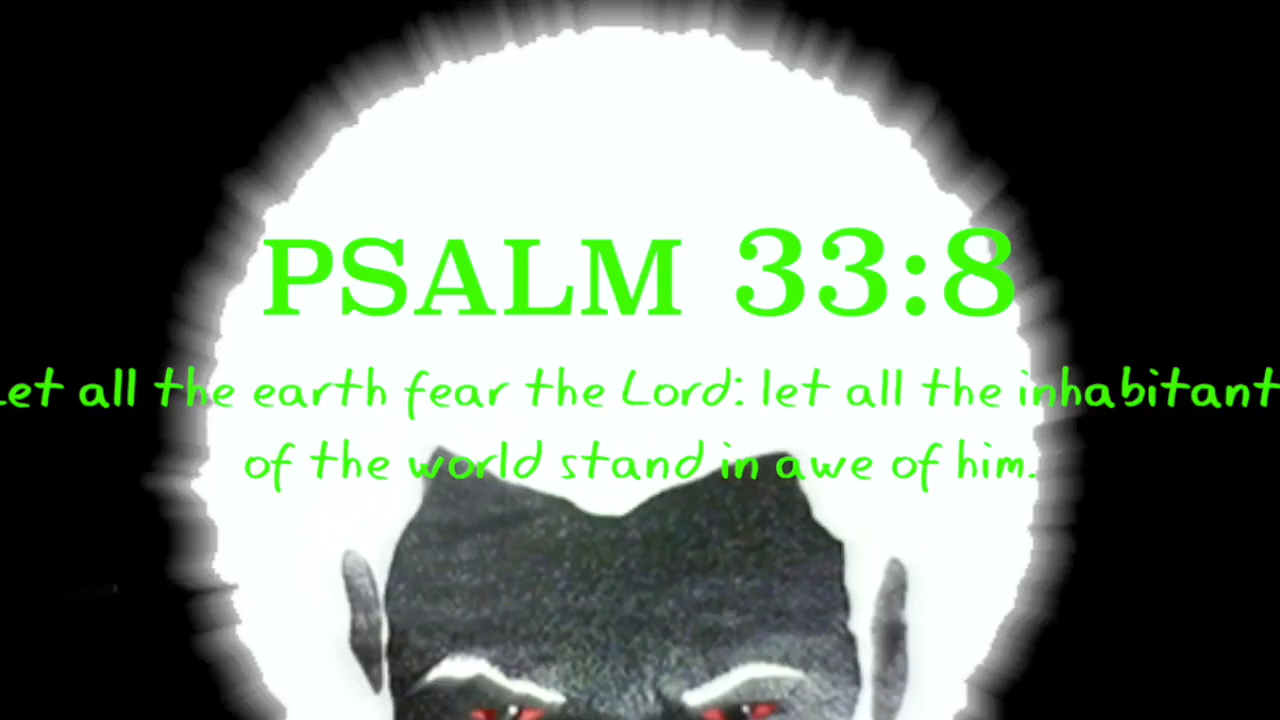 PSALM 33:8
Let all the earth fear the Lord: let all the inhabitant
of the world stand in awe of him.